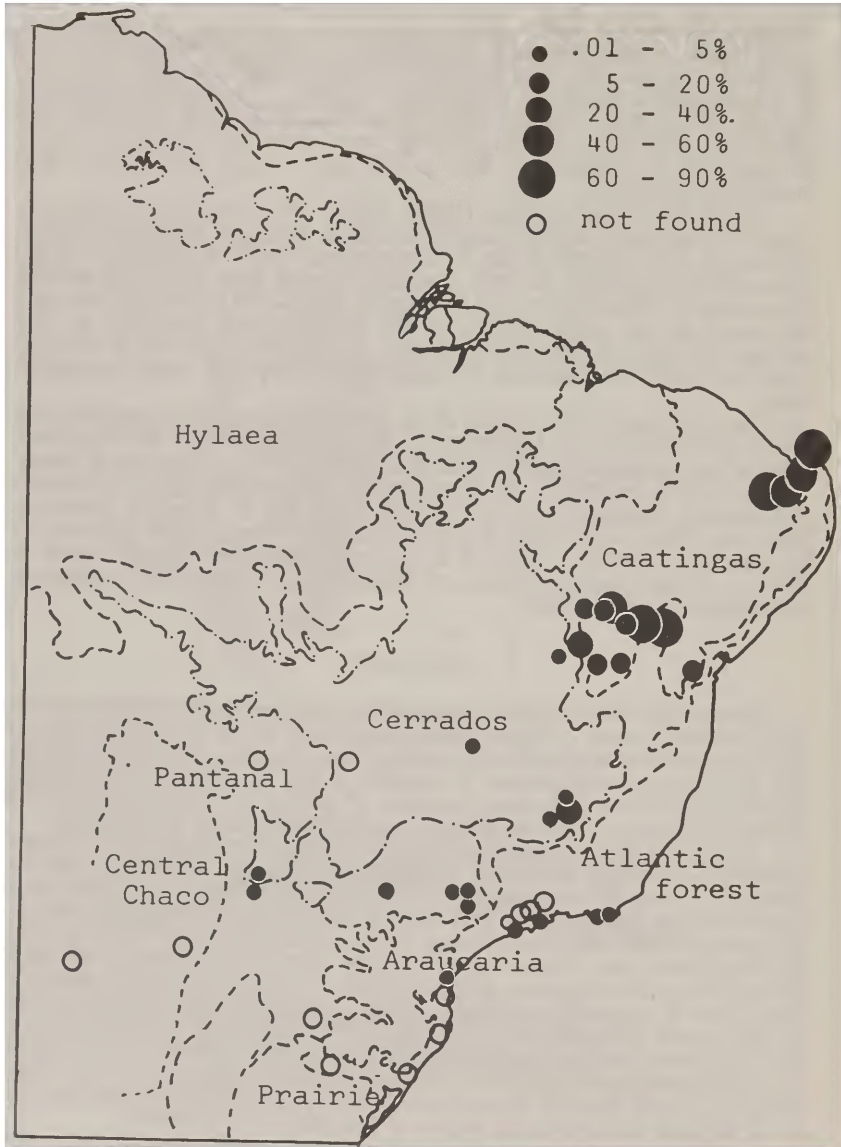 .01 - 5%
5 - 20%
20 - 40%.
40 - 60%
60 - 90%
not found
Hylaea
Caatingas
Cerrados
Pantanal
Central
Chaco
Atlantic
forest
Araucaria
Prairie